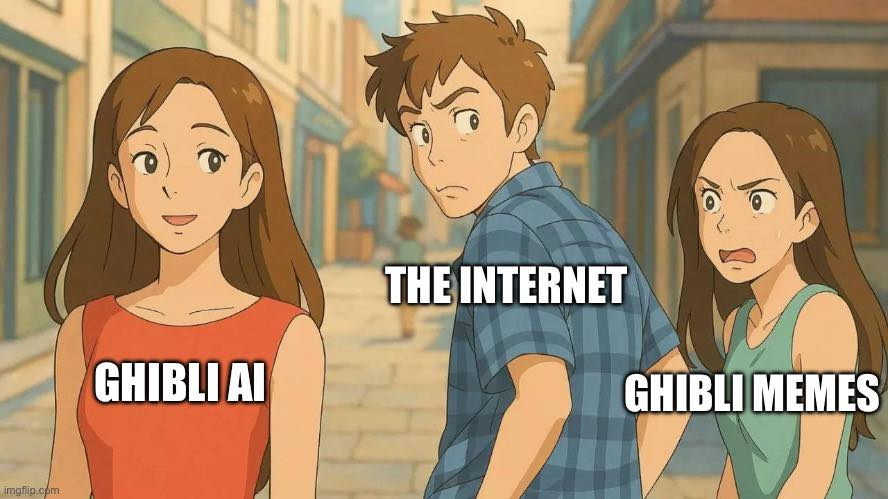 THE INTERNET
GHIBLI AI
GHIBLI MEMES
imgflip.com